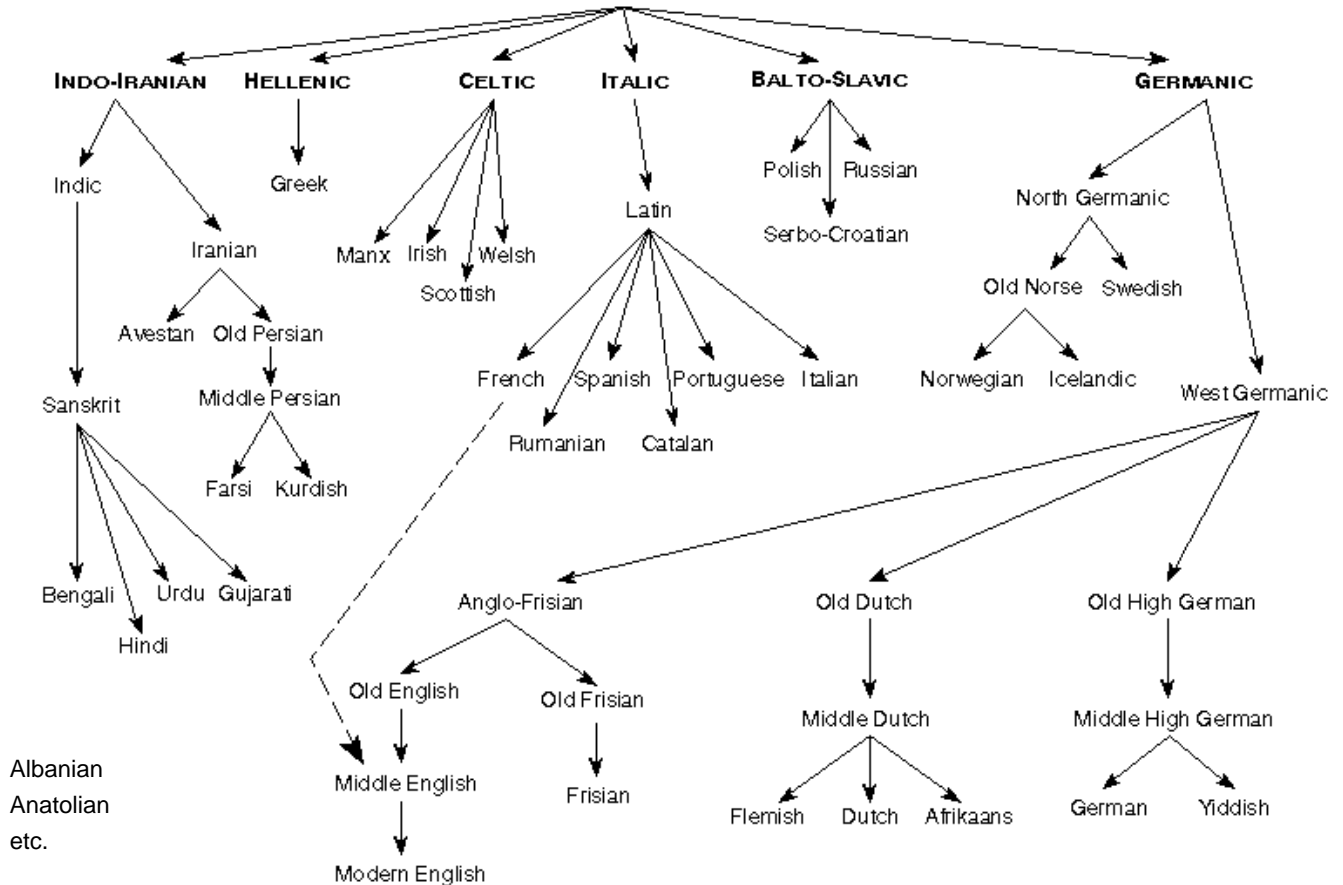 INDO-IRANIAN HELLENIC CELTIC ITALIC BALTO-SLAVIC GERMANIC
Polish Russian
Indic Greek
North Germanic
Latin
Serbo-Croatian
Iranian Manx Irish Welsh
Scottish Old Norse Swedish
Avestan Old Persian
French Spanish Portuguese Italian Norwegian Icelandic
Sanskrit Middle Persian West Germanic
Rumanian Catalan
Farsi Kurdish
Bengali Urdu Gujarati Anglo-Frisian Old Dutch Old High German
Hindi
Old English Old Frisian
Middle Dutch Middle High German
Albanian
Middle English Frisian
Anatolian
Flemish Dutch Afrikaans German Yiddish
etc.
Modern English